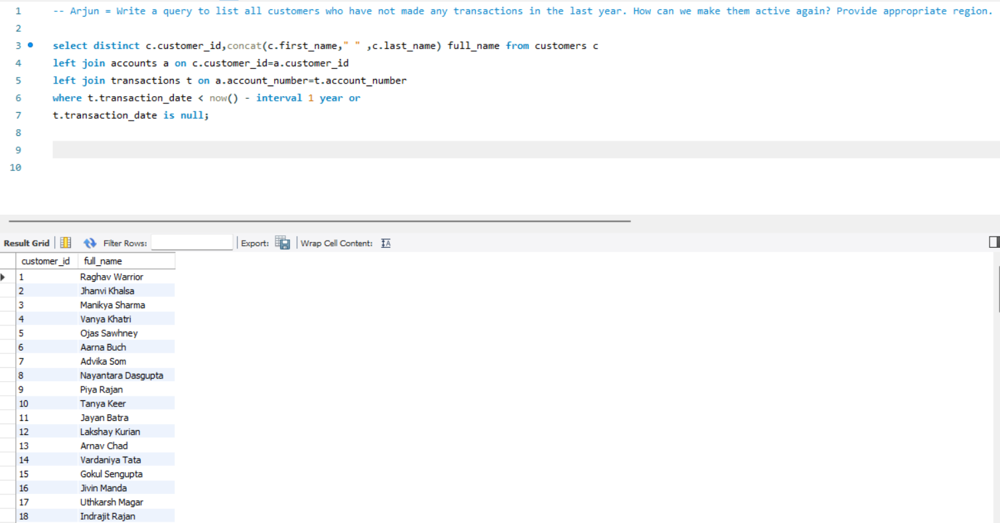 1 -- Arjun = Write a query to list all customers who have not made any transactions in the last year. How can we make them active again? Provide appropriate region.
2
3 select distinct c.customer_id,concat(c.first_name," " ,c.last_name) full_name from customers c
4 left join accounts a on c.customer_id=a.customer_id
5 left join transactions t on a.account_number=t.account_number
6 where t.transaction_date < now() - interval 1 year or
7 t.transaction_date is null;
8
9
10
Result Grid Filter Rows: Export: Wrap Cell Content: IA
customer_id full_name
1 Raghav Warrior
2 Jhanvi Khalsa
3 Manikya Sharma
4 Vanya Khatri
5 Ojas Sawhney
6 Aarna Buch
7 Advika Som
8 Nayantara Dasgupta
9 Piya Rajan
10 Tanya Keer
11 Jayan Batra
12 Lakshay Kurian
13 Arnav Chad
14 Vardaniya Tata
15 Gokul Sengupta
16 Jivin Manda
17 Uthkarsh Magar
18 Indrajit Rajan